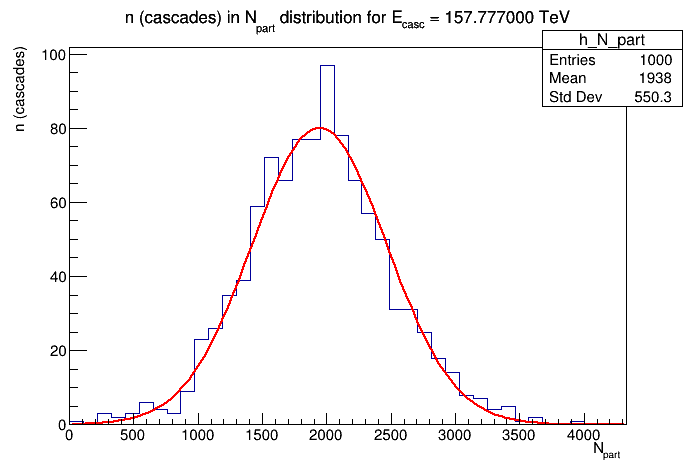 n (cascades) in N_part distribution for E_casc = 157.777000 TeV
h_N_part
Entries 1000
Mean 1938
Std Dev 550.3
n (cascades)
100
80
60
40
20
0
0 500 1000 1500 2000 2500 3000 3500 4000
N_part